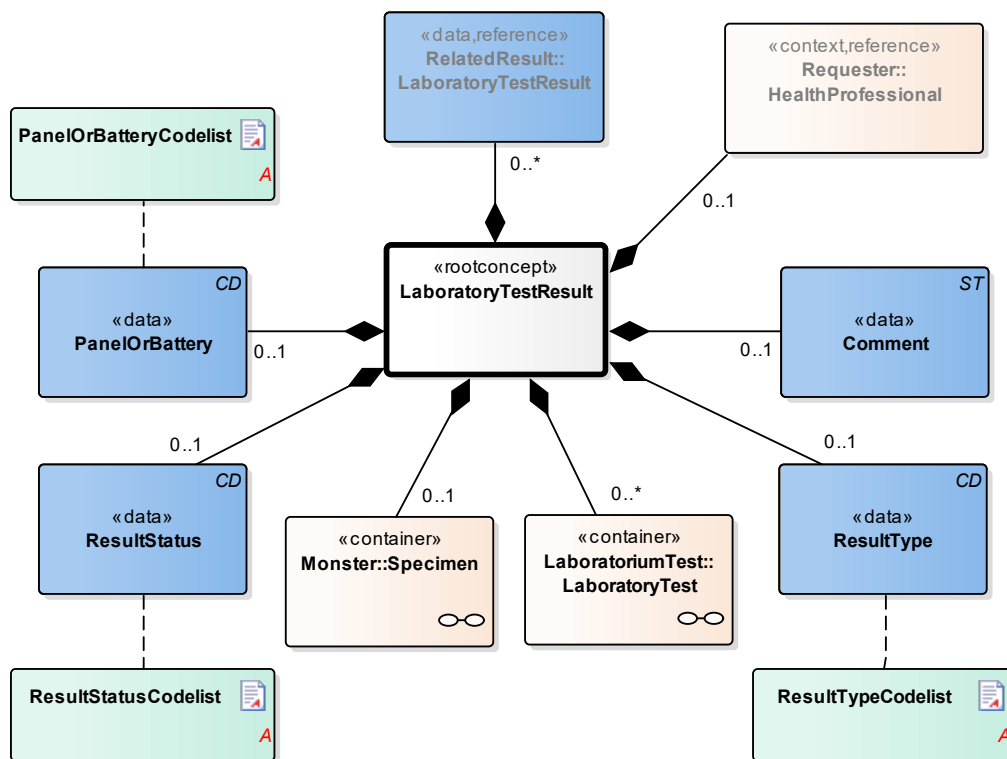 «data,reference»
RelatedResult::
LaboratoryTestResult
«context,reference»
Requester::
HealthProfessional
PanelOrBatteryCodelist
A
0..*
0..1
«rootconcept»
LaboratoryTestResult
CD
«data»
PanelOrBattery
0..1
ST
«data»
Comment
0..1
0..1
0..1
CD
«data»
ResultStatus
0..1
0..*
CD
«data»
ResultType
«container»
Monster::Specimen
«container»
LaboratoriumTest::
LaboratoryTest
ResultStatusCodelist
A
ResultTypeCodelist
A